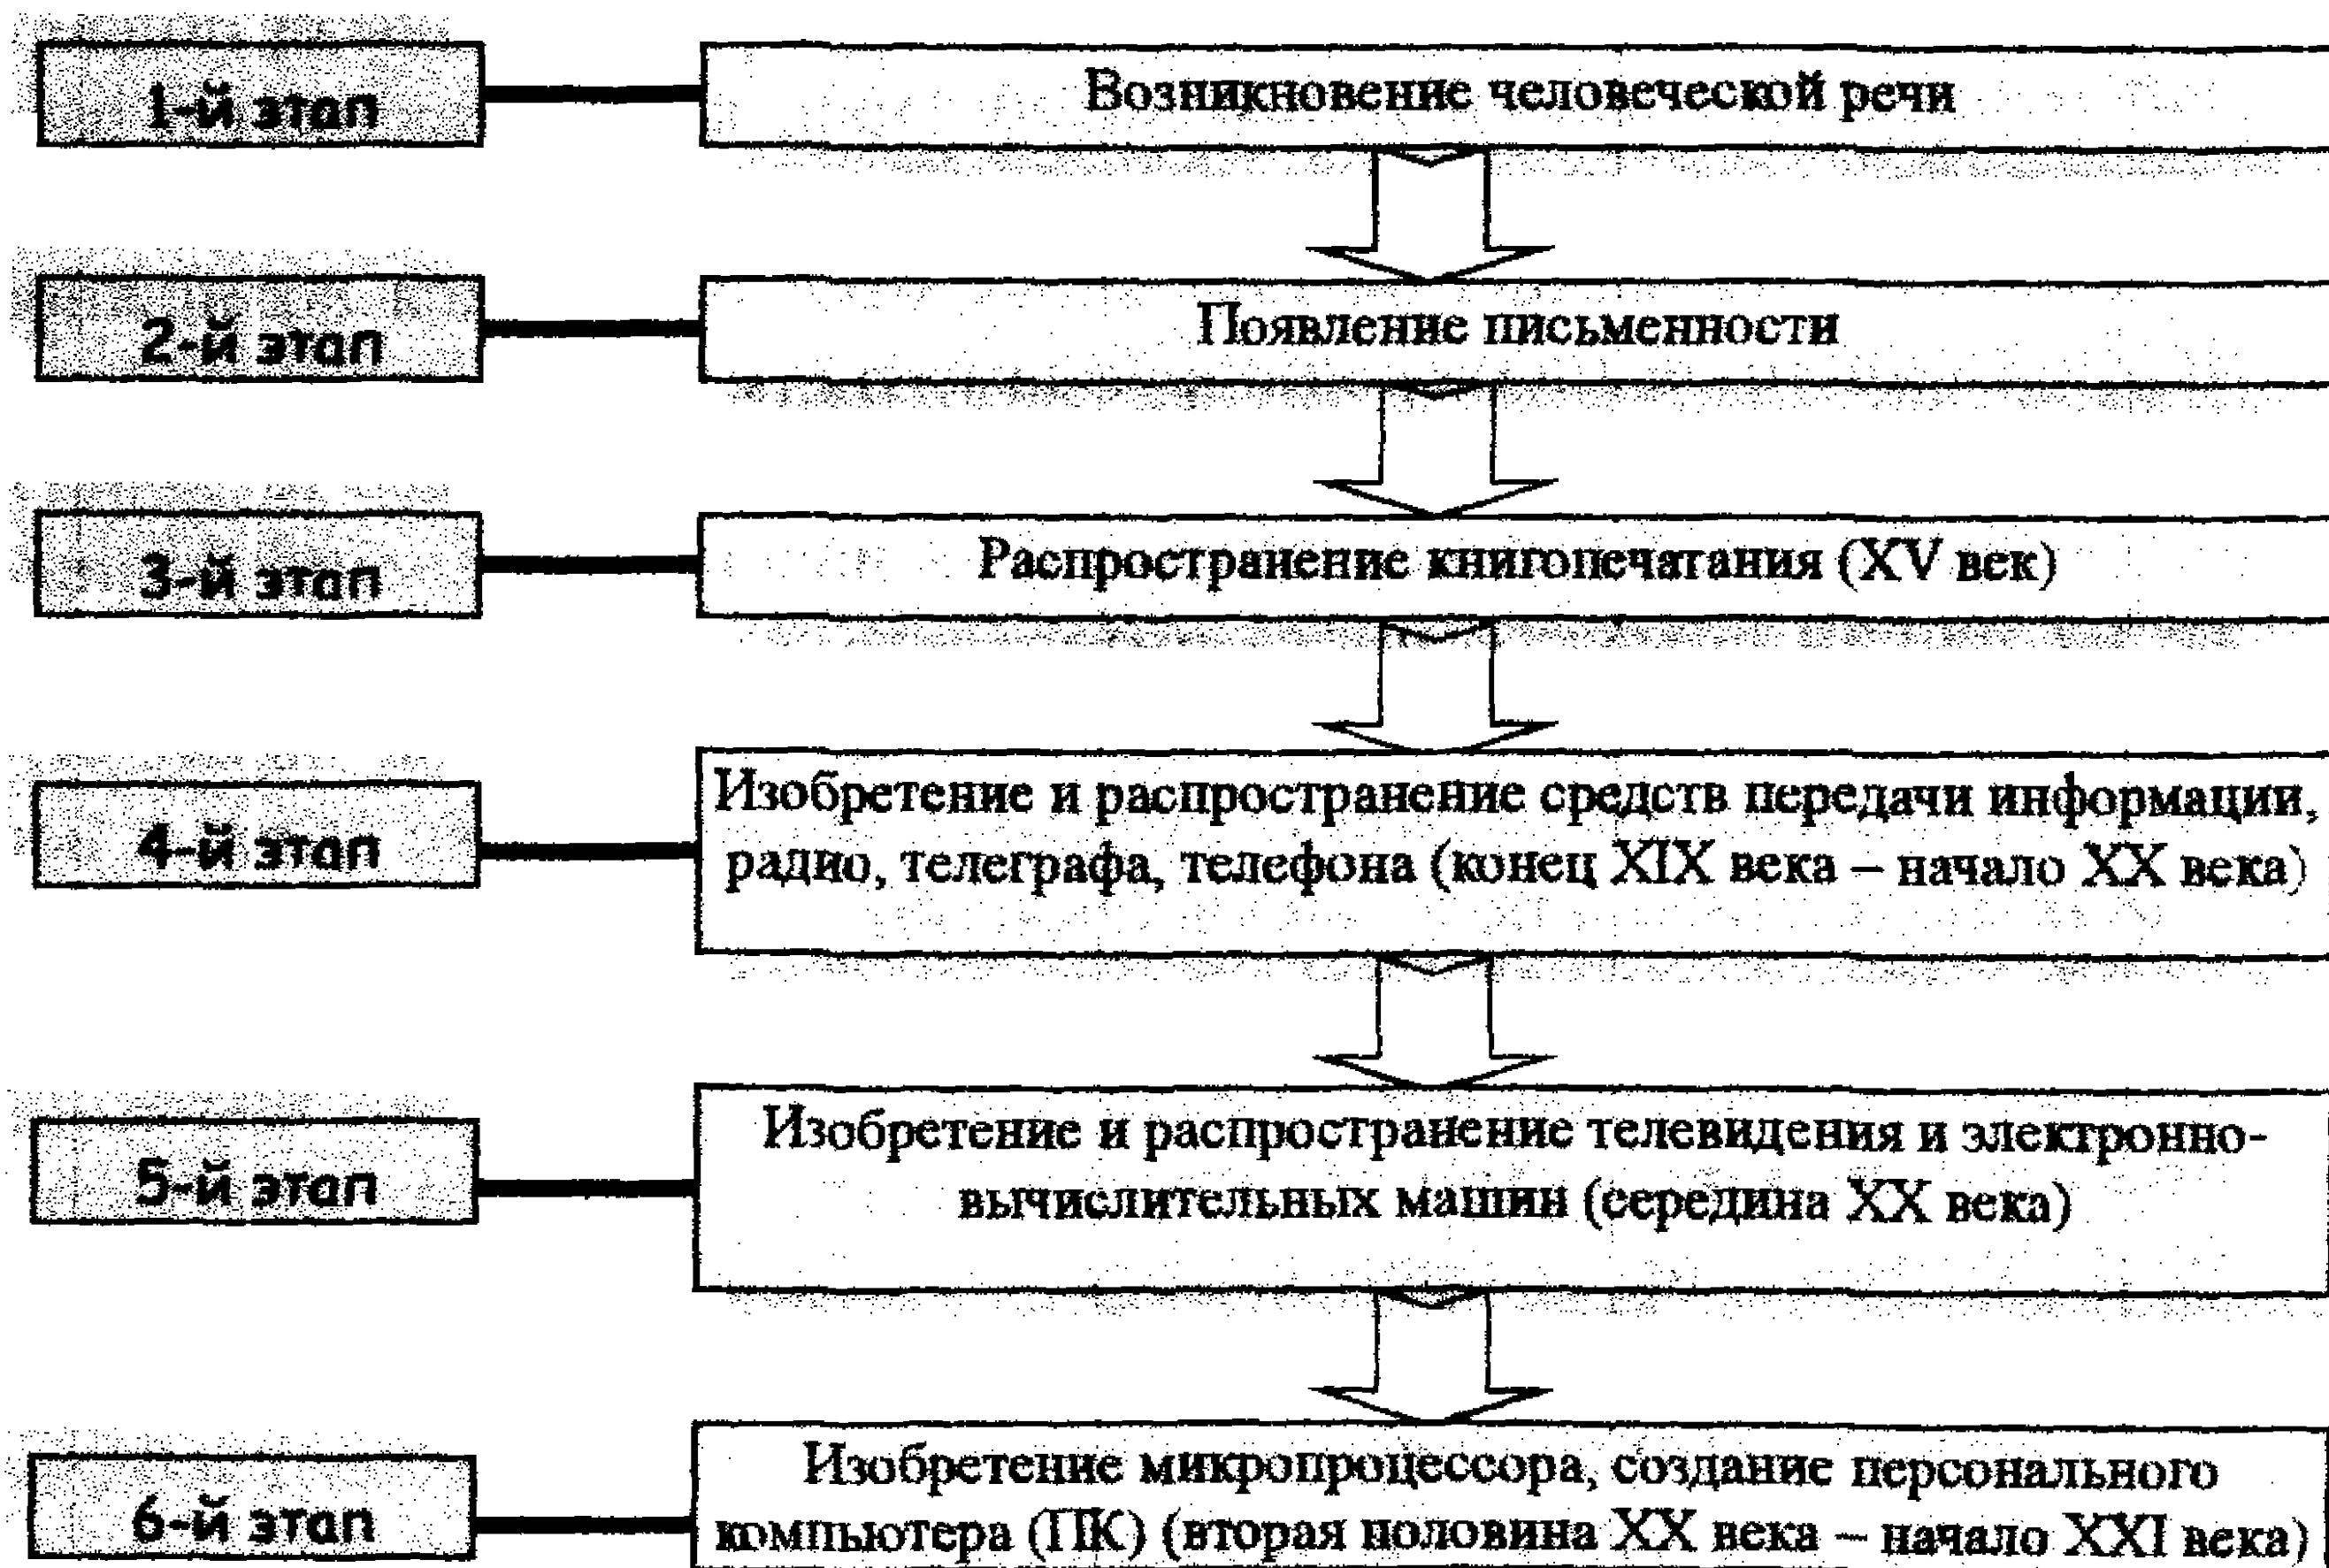 1-й этап
Возникновение человеческой речи
2-й этап
Появление письменности
3-й этап
Распространение книгопечатания (XV век)
4-й этап
Изобретение и распространение средств передачи информации,
радио, телеграфа, телефона (конец XIX века – начало XX века)
5-й этап
Изобретение и распространение телевидения и электронно-
вычислительных машин (середина XX века)
6-й этап
Изобретение микропроцессора, создание персонального
компьютера (ПК) (вторая половина XX века – начало XXI века)